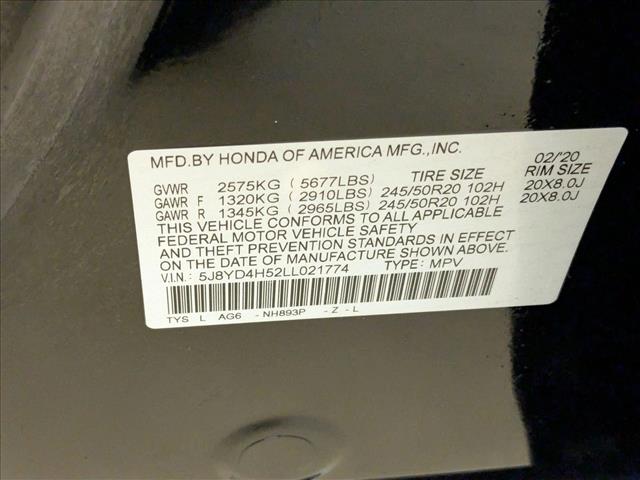 MFD.BY HONDA OF AMERICA MFG.,INC. 02/'20
TIRE SIZE RIM SIZE
GVWR 2575KG (5677LBS)
GAWR F 1320KG (2910LBS) 245/50R20 102H 20X8.0J
GAWR R 1345KG (2965LBS) 245/50R20 102H 20X8.0J
THIS VEHICLE CONFORMS TO ALL APPLICABLE
FEDERAL MOTOR VEHICLE SAFETY
AND THEFT PREVENTION STANDARDS IN EFFECT
ON THE DATE OF MANUFACTURE SHOWN ABOVE.
V.I.N.: 5J8YD4H52LL021774 TYPE: MPV
TYS L AG6 -NH893P -Z-L